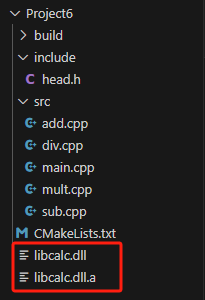 Project6
build
include
C head.h
src
add.cpp
div.cpp
main.cpp
mult.cpp
sub.cpp
M CMakeLists.txt
libcalc.dll
libcalc.dll.a